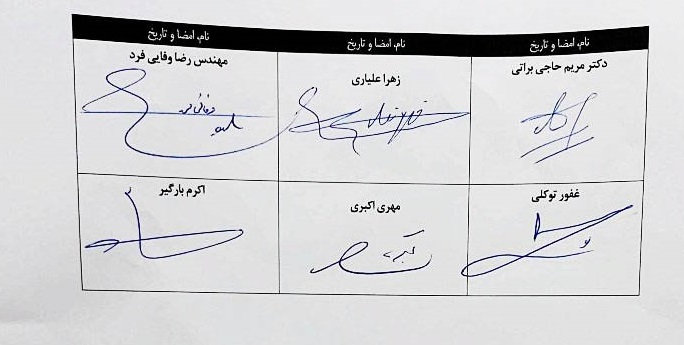 نام، امضا و تاریخ
نام، امضا و تاریخ
نام، امضا و تاریخ
دکتر مریم حاجی براتی
زهرا علیاری
مهندس رضا وفایی فرد
غفور توکلی
مهری اکبری
اکرم بارگیر